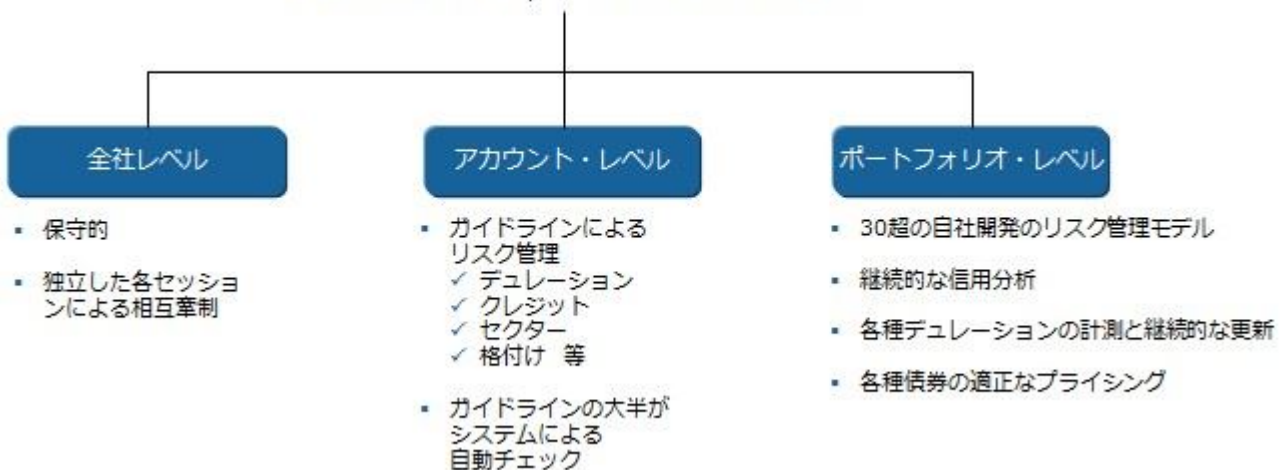 全社レベル
保守的
独立した各セッショ
ンによる相互牽制
アカウント・レベル
ガイドラインによる
リスク管理
✓ デュレーション
✓ クレジット
✓ セクター
✓ 格付け 等
ガイドラインの大半が
システムによる
自動チェック
ポートフォリオ・レベル
30超の自社開発のリスク管理モデル
継続的な信用分析
各種デュレーションの計測と継続的な更新
各種債券の適正なプライシング